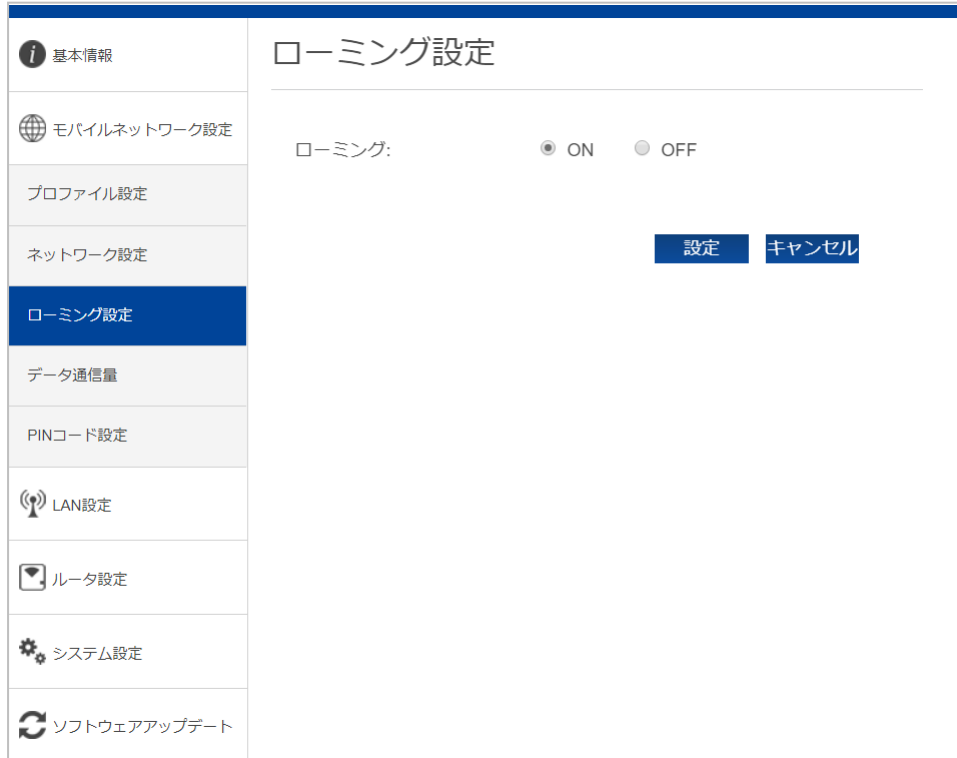 基本情報
モバイルネットワーク設定
プロファイル設定
ネットワーク設定
ローミング設定
データ通信量
PINコード設定
LAN設定
ルータ設定
システム設定
ソフトウェアアップデート
ローミング設定
ローミング: ON OFF
設定 キャンセル